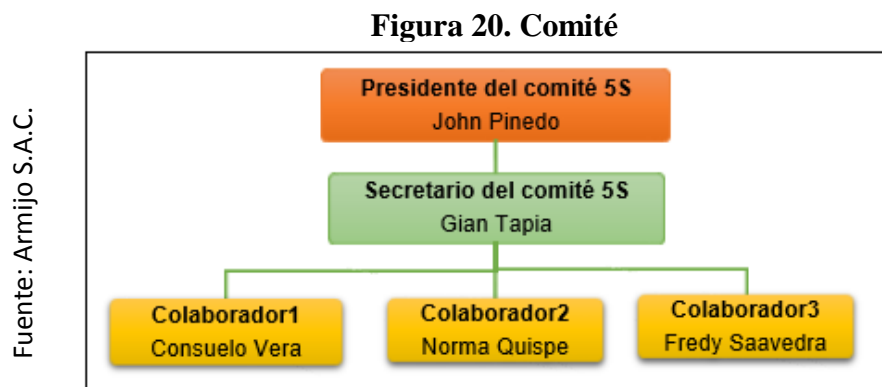 Figura 20. Comité
Fuente: Armijo S.A.C.
Presidente del comité 5S
John Pinedo
Secretario del comité 5S
Gian Tapia
Colaborador1
Consuelo Vera
Colaborador2
Norma Quispe
Colaborador3
Fredy Saavedra